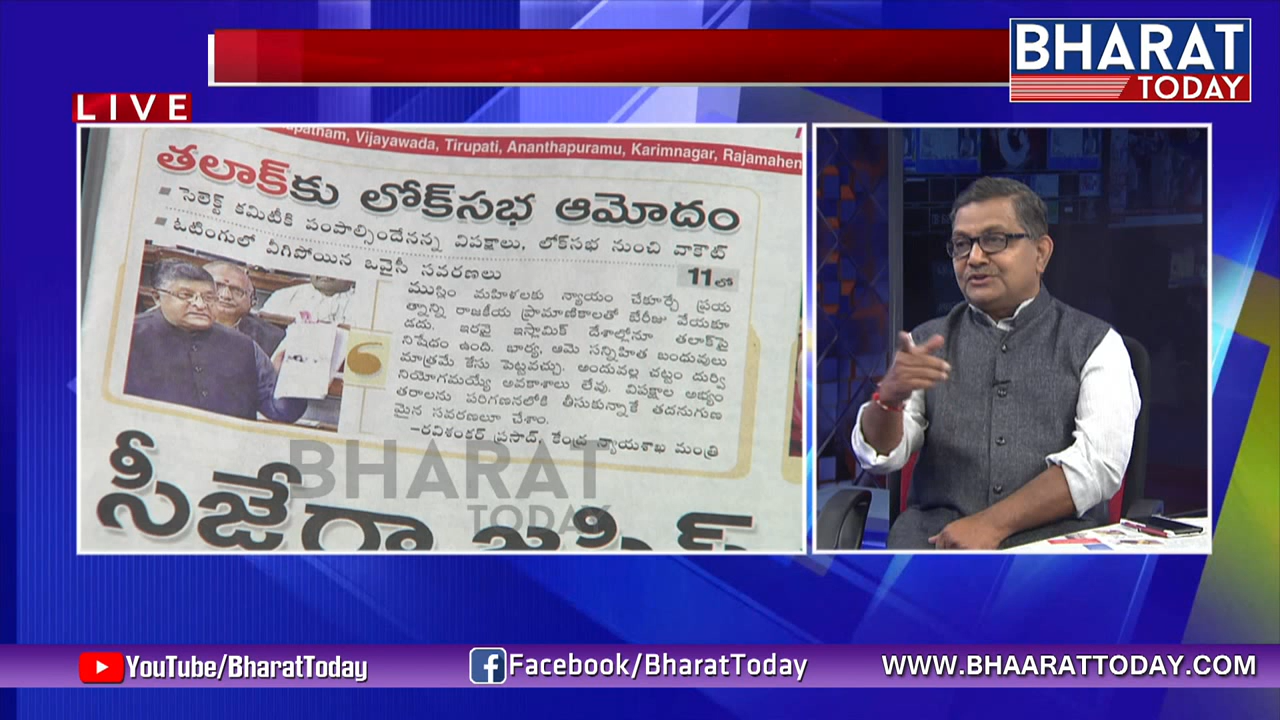 BHARAT
TODAY
LIVE
Vijayawada, Tirupati, Ananthapuramu, Karimnagar,
తలాక్‌కు లోక్‌సభ ఆమోదం
▪ సెలెక్ట్ కమిటీకి పంపాల్సిందేనన్న విపక్షాలు, లోక్‌సభ నుంచి వాకౌట్
▪ ఓటింగులో వీగిపోయిన ఒవైసీ సవరణలు
11లో
ముస్లిం మహిళలకు న్యాయం చేకూర్చే ప్రయ
త్నాన్ని రాజకీయ ప్రామాణికాలతో బేరీజు వేయకూ
డదు. ఇరవై ఇస్లామిక్ దేశాల్లోనూ తలాక్‌పై
నిషేధం ఉంది. భార్య, ఆమె సన్నిహిత బంధువులు
మాత్రమే కేసు పెట్టవచ్చు. అందువల్ల చట్టం దుర్వి
నియోగమయ్యే అవకాశాలు లేవు. విపక్షాల అభ్యం
తరాలను పరిగణనలోకి తీసుకున్నాకే తదనుగుణ
మైన సవరణలూ చేశాం.
–రవిశంకర్ ప్రసాద్, కేంద్ర న్యాయశాఖ మంత్రి
BHARAT
TODAY
సీజేగా
YouTube/BharatToday
Facebook/BharatToday
WWW.BHAARATTODAY.COM